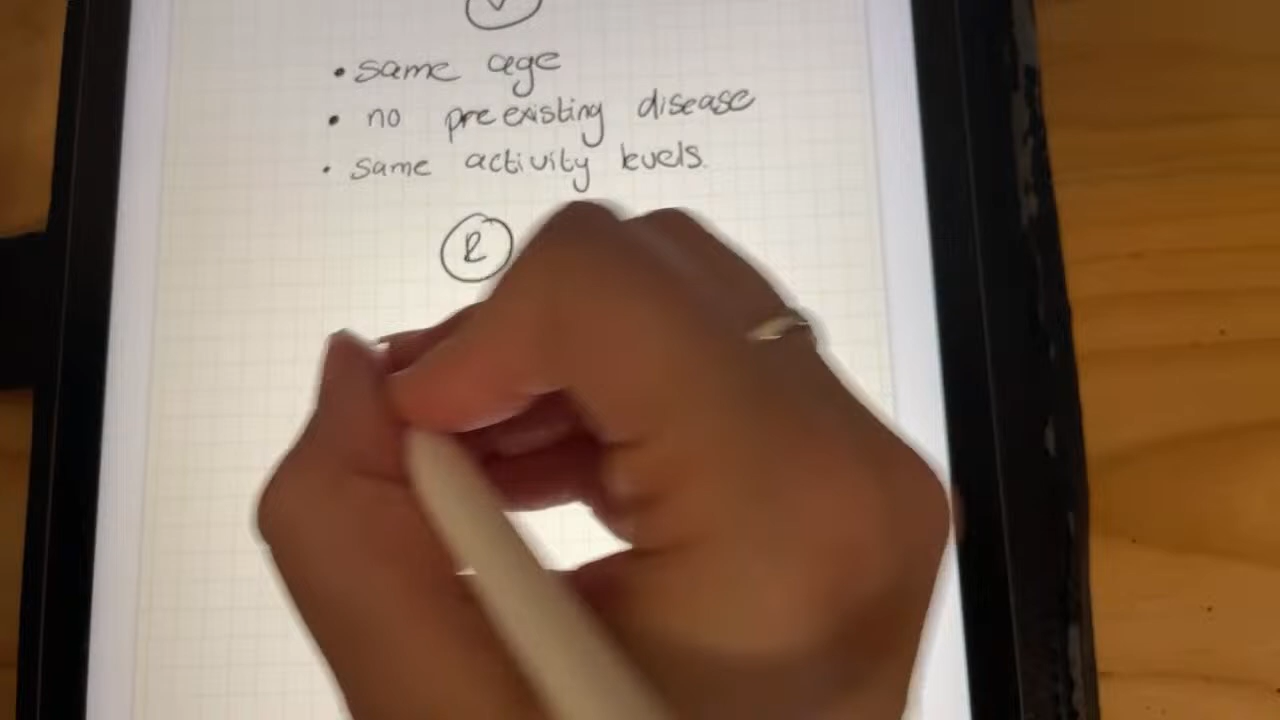 V
• same age
• no preexisting disease
• same activity levels.
R